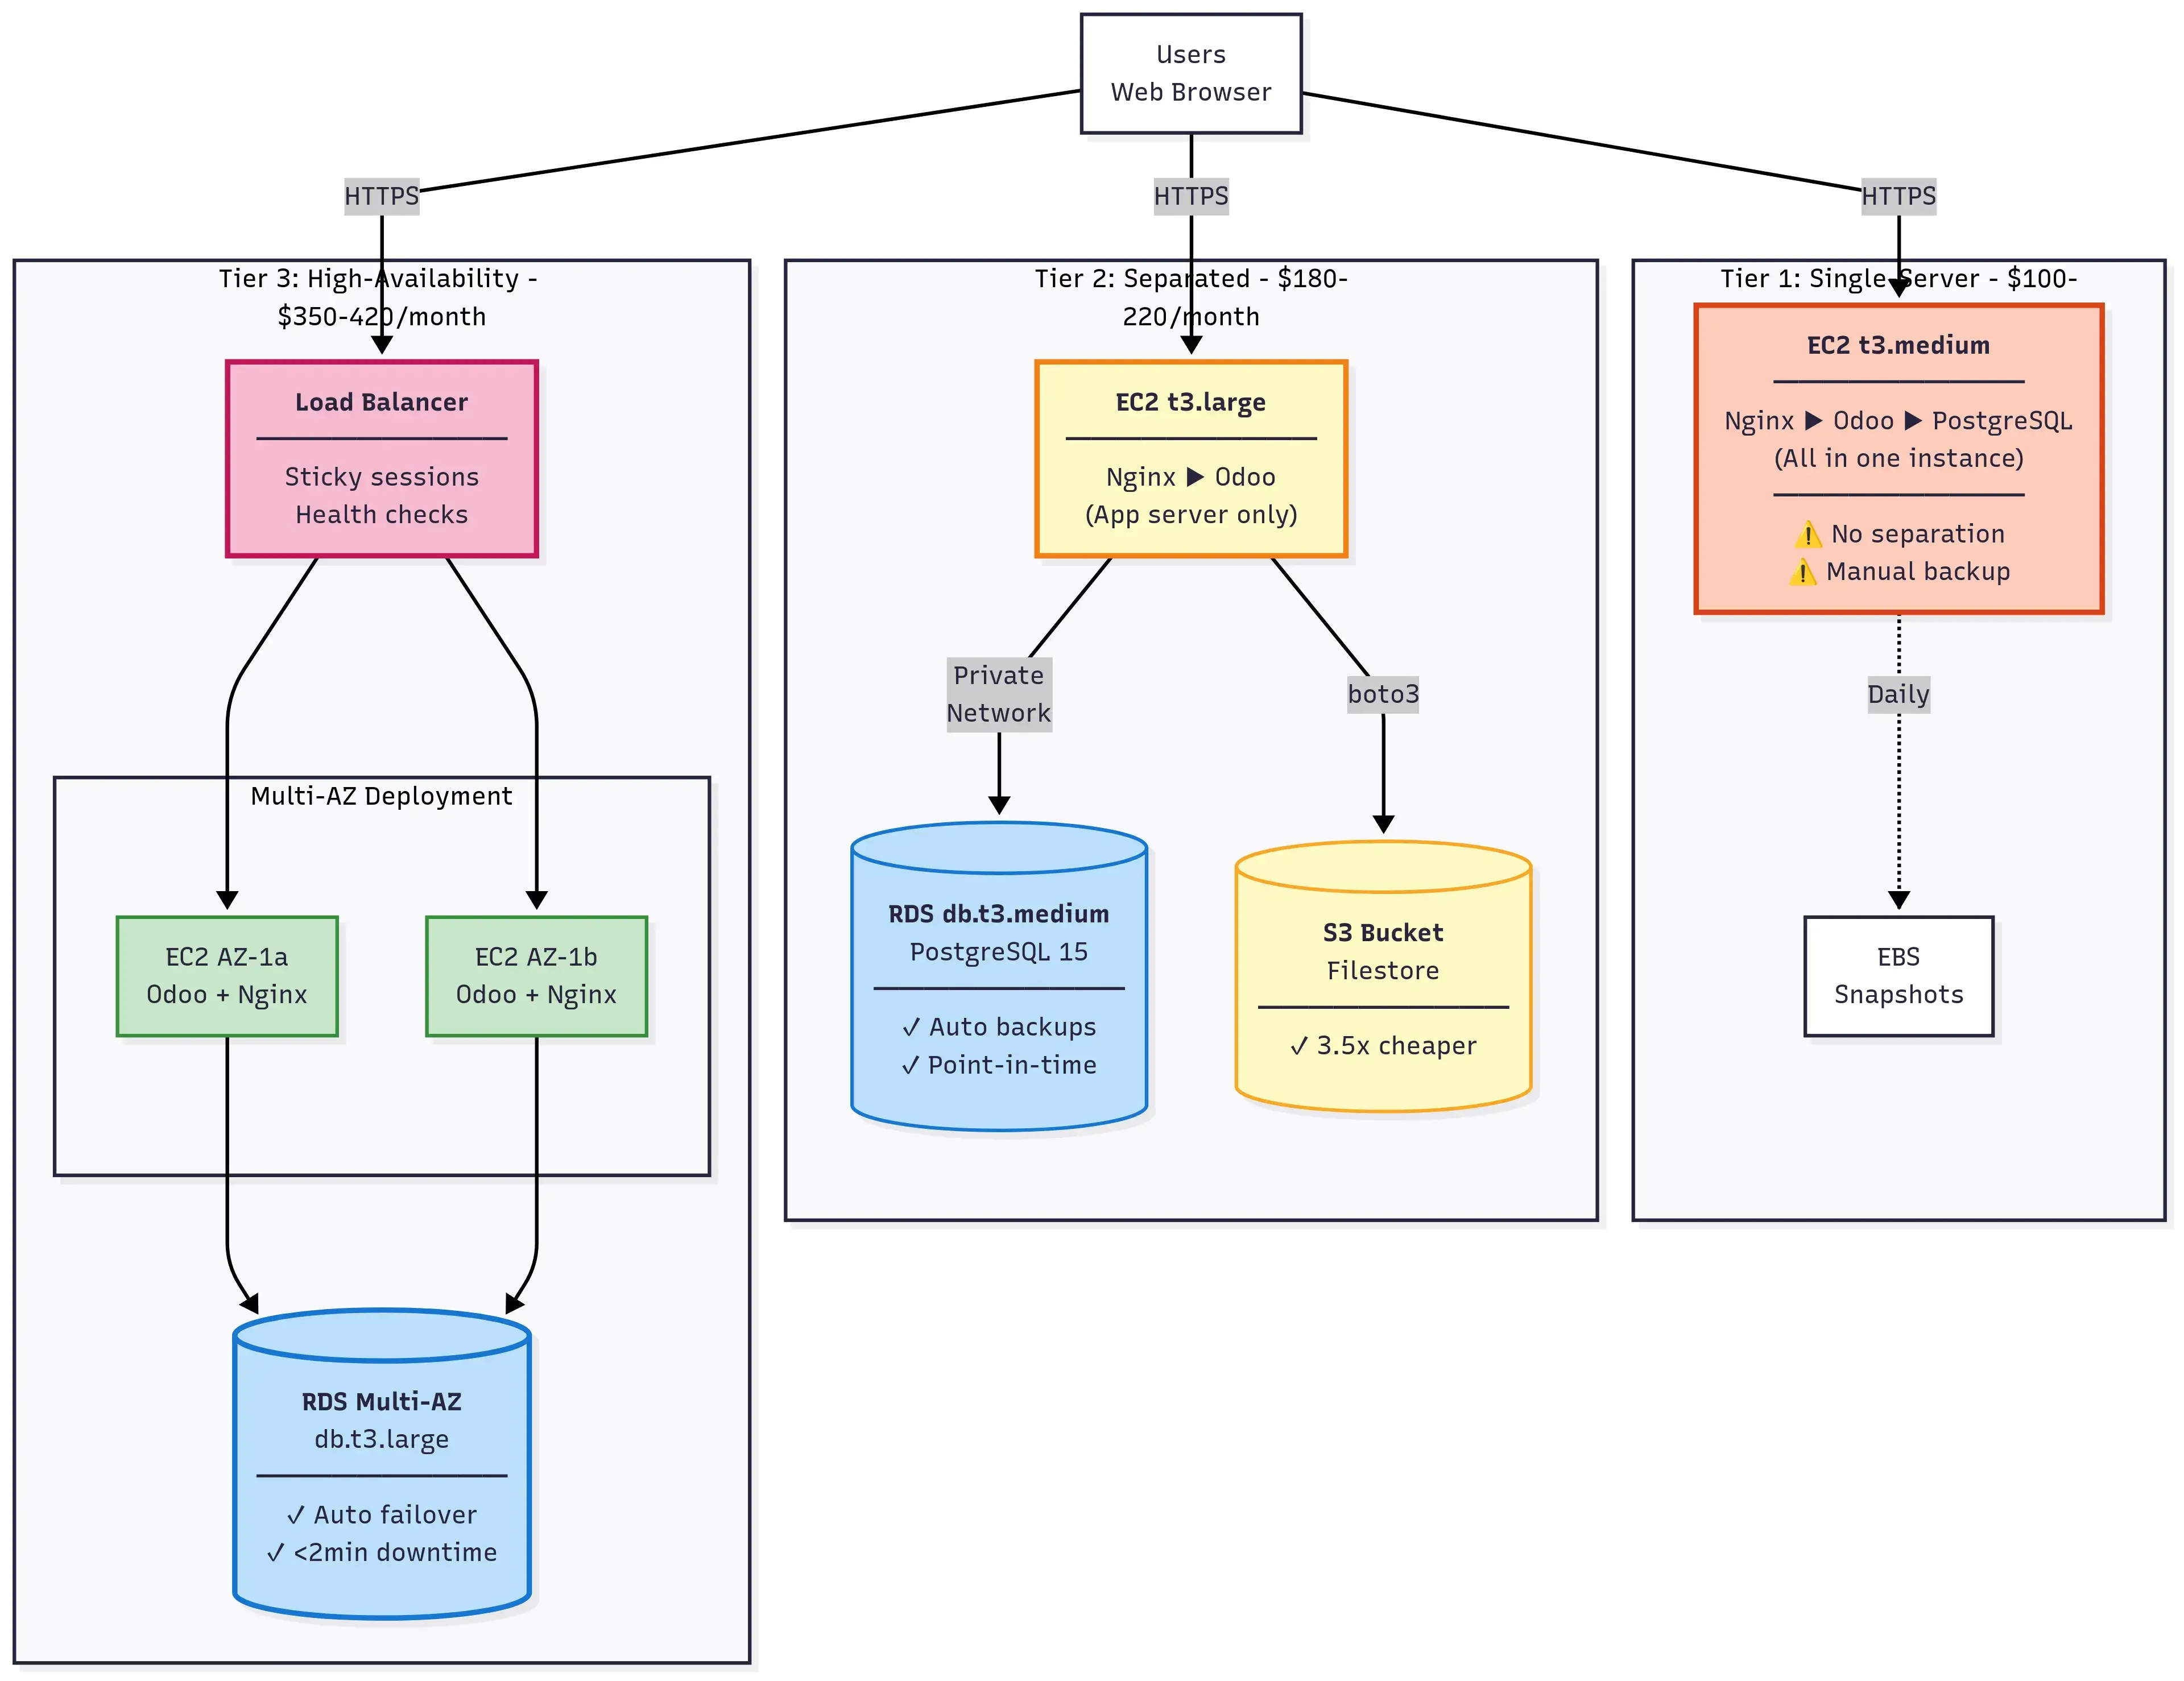 Users
Web Browser
HTTPS
HTTPS
HTTPS
Tier 3: High-Availability -
$350-420/month
Load Balancer
Sticky sessions
Health checks
Multi-AZ Deployment
EC2 AZ-1a
Odoo + Nginx
EC2 AZ-1b
Odoo + Nginx
RDS Multi-AZ
db.t3.large
✓ Auto failover
✓ <2min downtime
Tier 2: Separated - $180-
220/month
EC2 t3.large
Nginx ▶ Odoo
(App server only)
Private
Network
boto3
RDS db.t3.medium
PostgreSQL 15
✓ Auto backups
✓ Point-in-time
S3 Bucket
Filestore
✓ 3.5x cheaper
Tier 1: Single-Server - $100-
EC2 t3.medium
Nginx ▶ Odoo ▶ PostgreSQL
(All in one instance)
⚠️ No separation
⚠️ Manual backup
Daily
EBS
Snapshots